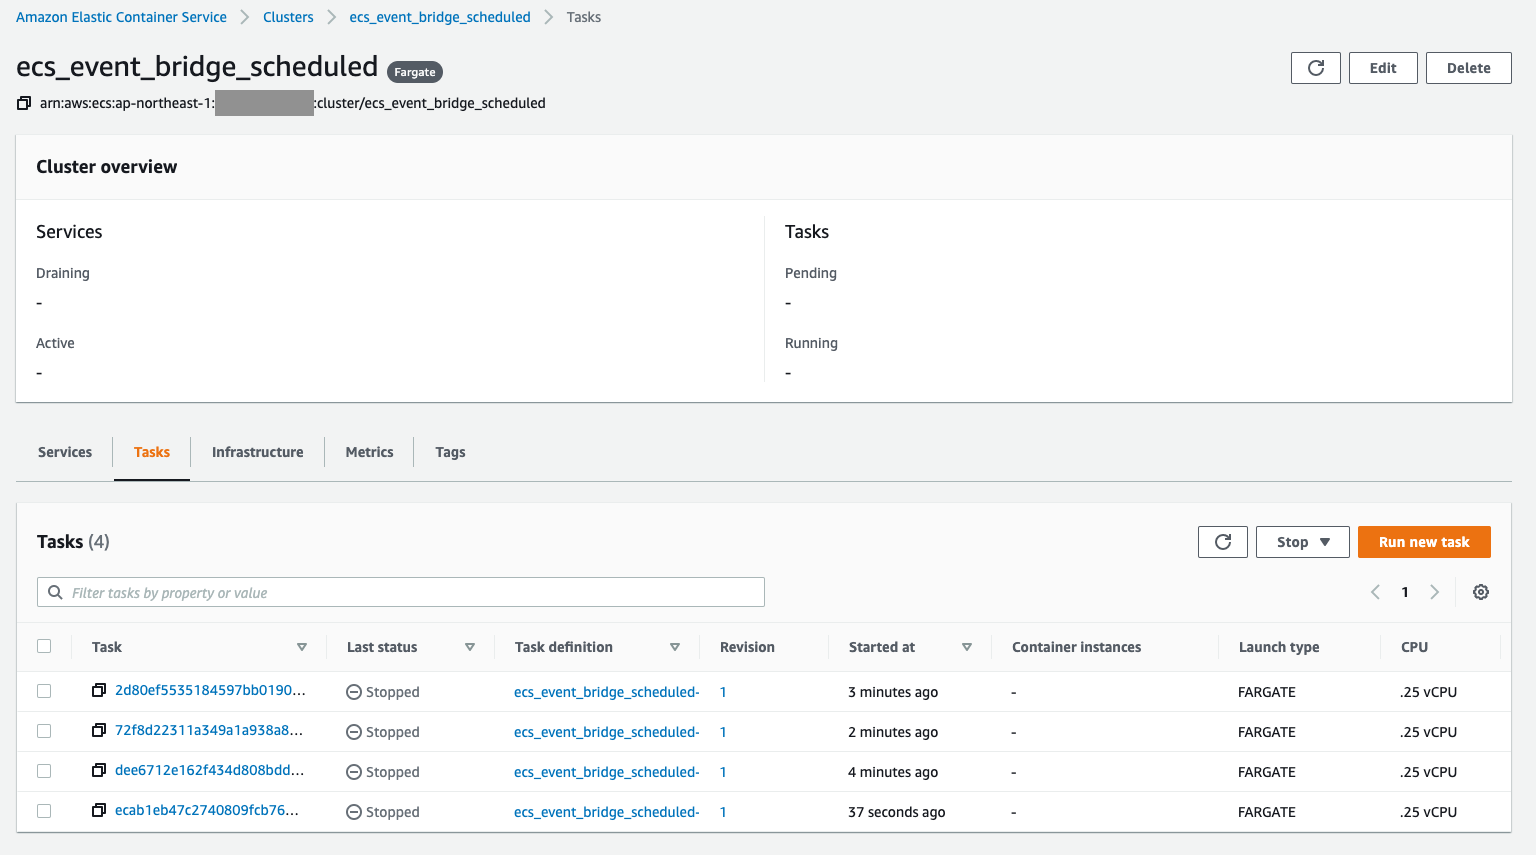 Amazon Elastic Container Service > Clusters > ecs_event_bridge_scheduled > Tasks
ecs_event_bridge_scheduled Fargate
Edit Delete
arn:aws:ecs:ap-northeast-1: :cluster/ecs_event_bridge_scheduled
Cluster overview
Services Tasks
Draining Pending
- -
Active Running
- -
Services Tasks Infrastructure Metrics Tags
Tasks (4) Stop Run new task
Filter tasks by property or value 1
Task Last status Task definition Revision Started at Container instances Launch type CPU
2d80ef5535184597bb0190... Stopped ecs_event_bridge_scheduled- 1 3 minutes ago - FARGATE .25 vCPU
72f8d22311a349a1a938a8... Stopped ecs_event_bridge_scheduled- 1 2 minutes ago - FARGATE .25 vCPU
dee6712e162f434d808bdd... Stopped ecs_event_bridge_scheduled- 1 4 minutes ago - FARGATE .25 vCPU
ecab1eb47c2740809fcb76... Stopped ecs_event_bridge_scheduled- 1 37 seconds ago - FARGATE .25 vCPU